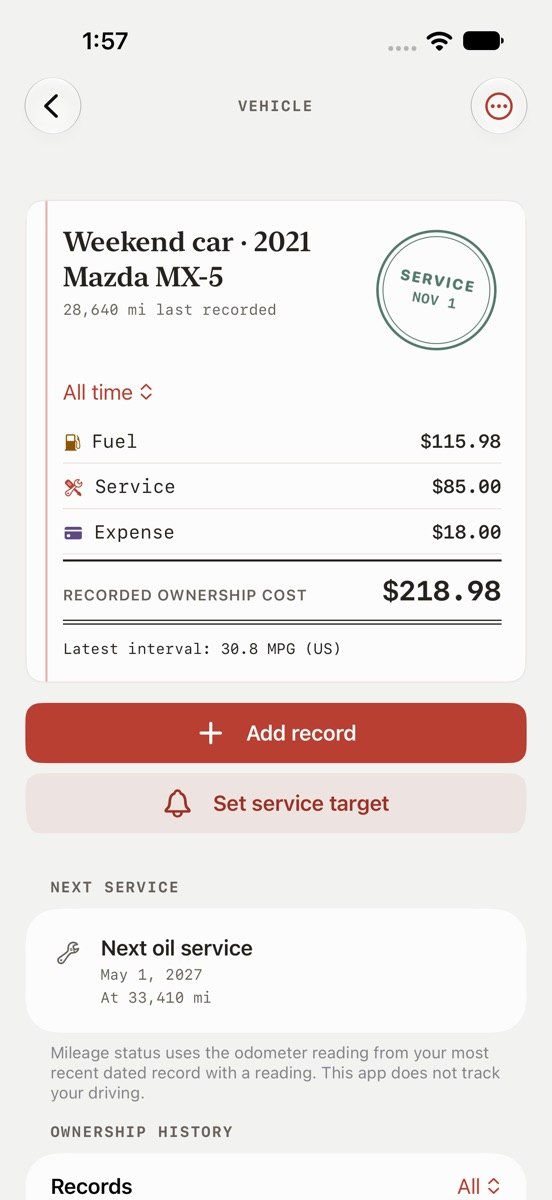 1:57
VEHICLE
Weekend car · 2021
Mazda MX-5
28,640 mi last recorded
SERVICE
NOV 1
All time
Fuel $115.98
Service $85.00
Expense $18.00
RECORDED OWNERSHIP COST $218.98
Latest interval: 30.8 MPG (US)
Add record
Set service target
NEXT SERVICE
Next oil service
May 1, 2027
At 33,410 mi
Mileage status uses the odometer reading from your most
recent dated record with a reading. This app does not track
your driving.
OWNERSHIP HISTORY
Records All